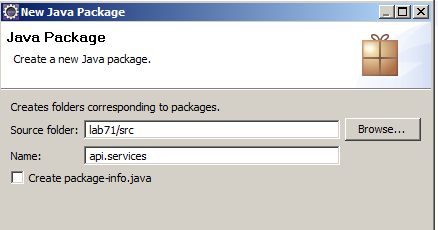 New Java Package
Java Package
Create a new Java package.
Creates folders corresponding to packages.
Source folder: lab71/src Browse...
Name: api.services
Create package-info.java